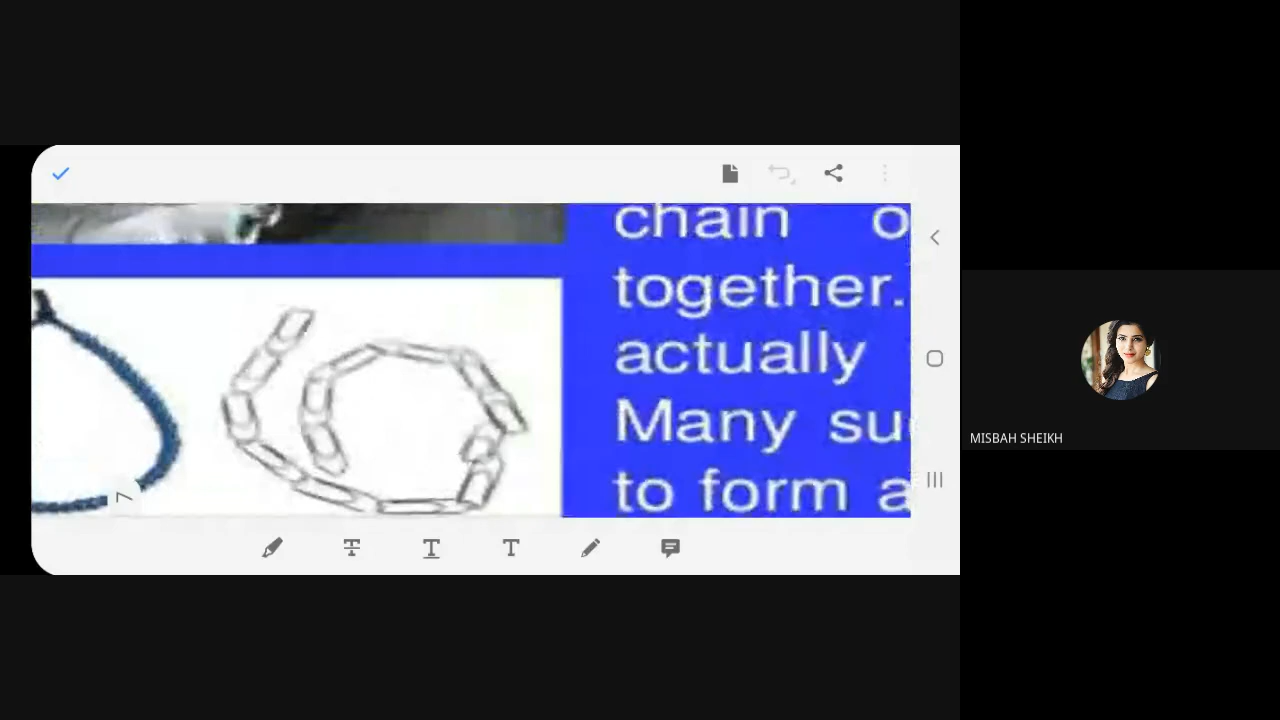 chain
together.
actually
Many
to form a
MISBAH SHEIKH